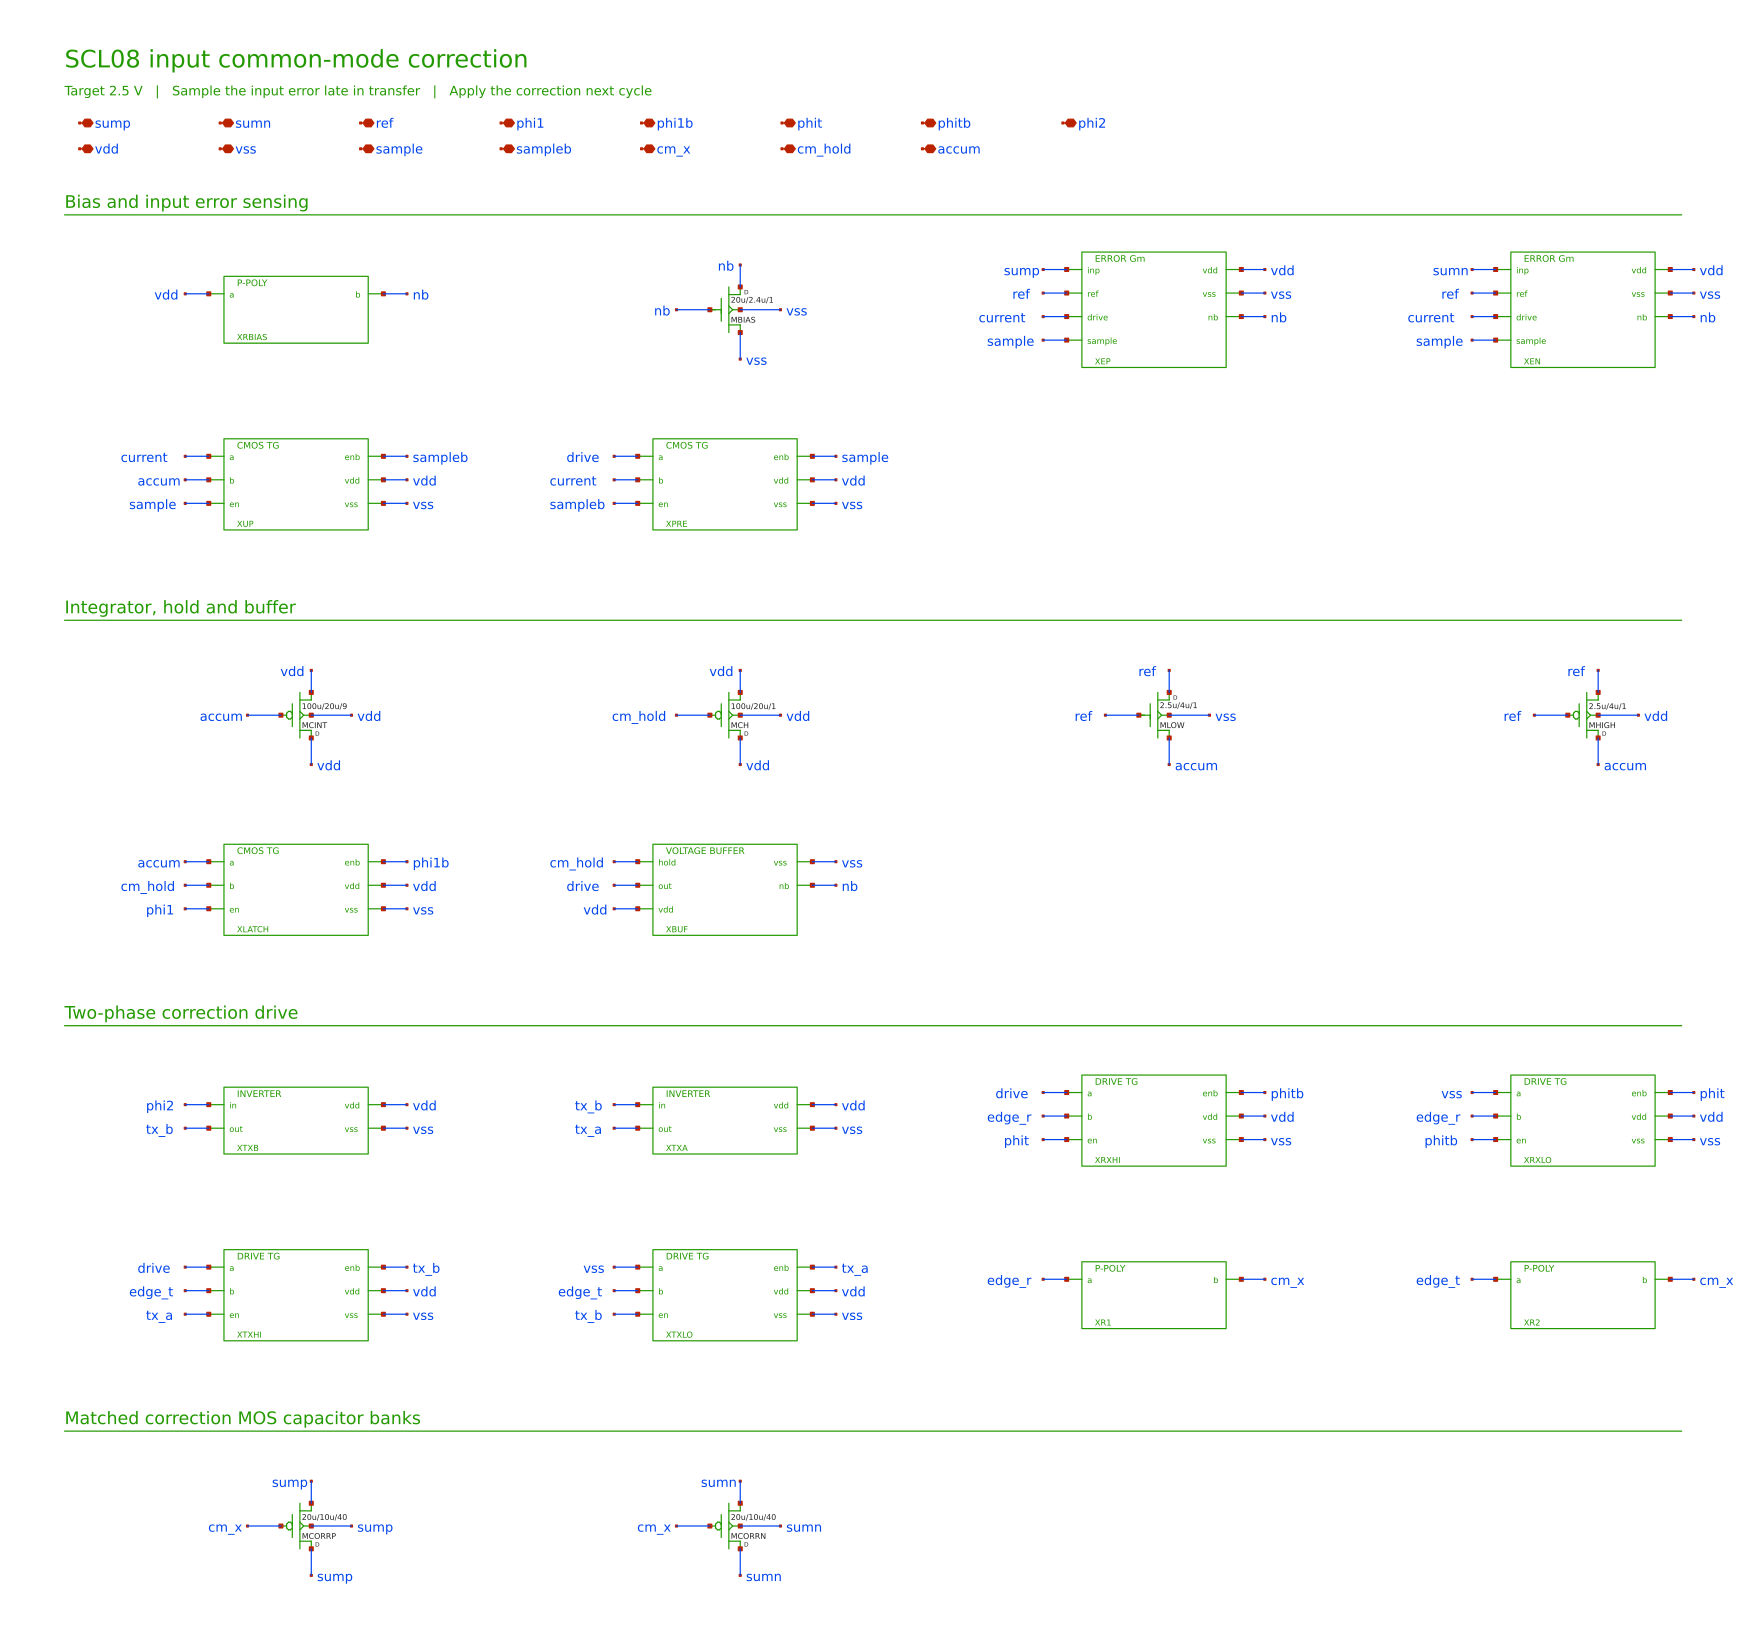 SCL08 input common-mode correction
Target 2.5 V | Sample the input error late in transfer | Apply the correction next cycle
sump sumn ref phi1 phi1b phit phitb phi2
vdd vss sample sampleb cm_x cm_hold accum
Bias and input error sensing
vdd a P-POLY b nb XRBIAS
nb D 20u/2.4u/1 nb MBIAS vss vss
ERROR Gm
sump inp vdd vdd
ref ref vss vss
current drive nb nb
sample sample
XEP
ERROR Gm
sumn inp vdd vdd
ref ref vss vss
current drive nb nb
sample sample
XEN
CMOS TG
current a enb sampleb
accum b vdd vdd
sample en vss vss
XUP
CMOS TG
drive a enb sample
current b vdd vdd
sampleb en vss vss
XPRE
Integrator, hold and buffer
vdd
100u/20u/9
accum vdd
MCINT
D
vdd
vdd
100u/20u/1
cm_hold vdd
MCH
D
vdd
ref
D
2.5u/4u/1
ref vss
MLOW
accum
ref
2.5u/4u/1
ref vdd
MHIGH
D
accum
CMOS TG
accum a enb phi1b
cm_hold b vdd vdd
phi1 en vss vss
XLATCH
VOLTAGE BUFFER
cm_hold hold vss vss
drive out nb nb
vdd vdd
XBUF
Two-phase correction drive
INVERTER
phi2 in vdd vdd
tx_b out vss vss
XTXB
INVERTER
tx_b in vdd vdd
tx_a out vss vss
XTXA
DRIVE TG
drive a enb phitb
edge_r b vdd vdd
phit en vss vss
XRXHI
DRIVE TG
vss a enb phit
edge_r b vdd vdd
phitb en vss vss
XRXLO
DRIVE TG
drive a enb tx_b
edge_t b vdd vdd
tx_a en vss vss
XTXHI
DRIVE TG
vss a enb tx_a
edge_t b vdd vdd
tx_b en vss vss
XTXLO
P-POLY
edge_r a b cm_x
XR1
P-POLY
edge_t a b cm_x
XR2
Matched correction MOS capacitor banks
sump
20u/10u/40
cm_x sump
MCORRP
D
sump
sumn
20u/10u/40
cm_x sumn
MCORRN
D
sumn